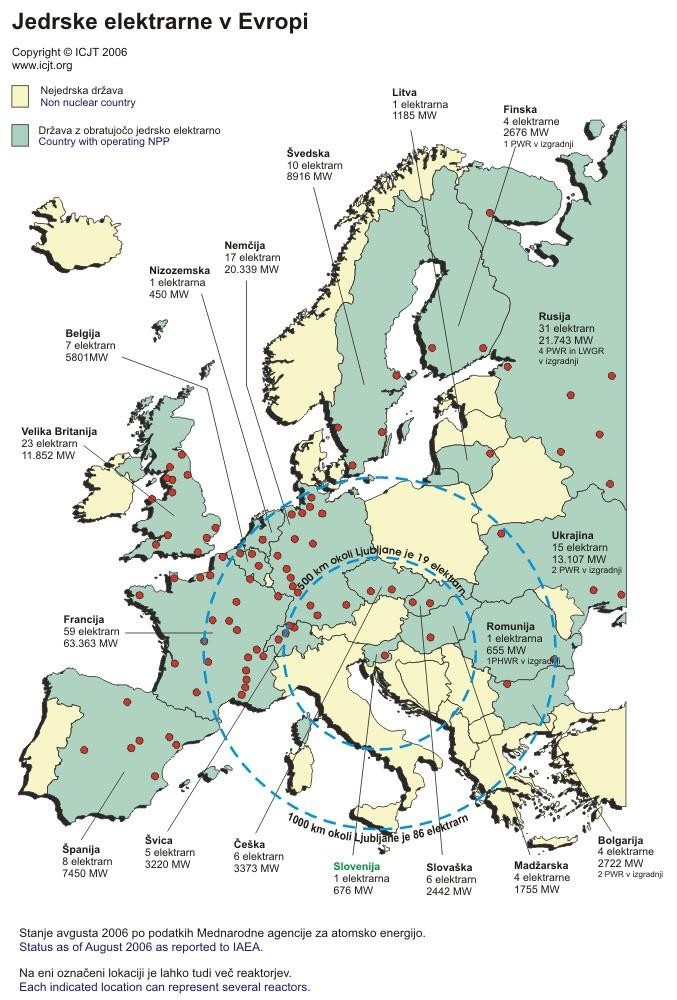 Jedrske elektrarne v Evropi
Copyright © ICJT 2006
www.icjt.org
Nejedrska država
Non nuclear country
Država z obratujočo jedrsko elektrarno
Country with operating NPP
Litva
1 elektrarna
1185 MW
Finska
4 elektrarne
2676 MW
1 PWR v izgradnji
Švedska
10 elektrarn
8916 MW
Nemčija
17 elektrarn
20.339 MW
Nizozemska
1 elektrarna
450 MW
Belgija
7 elektrarn
5801MW
Rusija
31 elektrarn
21.743 MW
4 PWR in LWGR
v izgradnji
Velika Britanija
23 elektrarn
11.852 MW
Ukrajina
15 elektrarn
13.107 MW
2 PWR v izgradnji
500 km okoli Ljubljane je 19 elektrarn
Francija
59 elektrarn
63.363 MW
Romunija
1 elektrarna
655 MW
1PHWR v izgradnji
1000 km okoli Ljubljane je 86 elektrarn
Španija
8 elektrarn
7450 MW
Švica
5 elektrarn
3220 MW
Češka
6 elektrarn
3373 MW
Slovenija
1 elektrarna
676 MW
Slovaška
6 elektrarn
2442 MW
Madžarska
4 elektrarne
1755 MW
Bolgarija
4 elektrarne
2722 MW
2 PWR v izgradnji
Stanje avgusta 2006 po podatkih Mednarodne agencije za atomsko energijo.
Status as of August 2006 as reported to IAEA.
Na eni označeni lokaciji je lahko tudi več reaktorjev.
Each indicated location can represent several reactors.